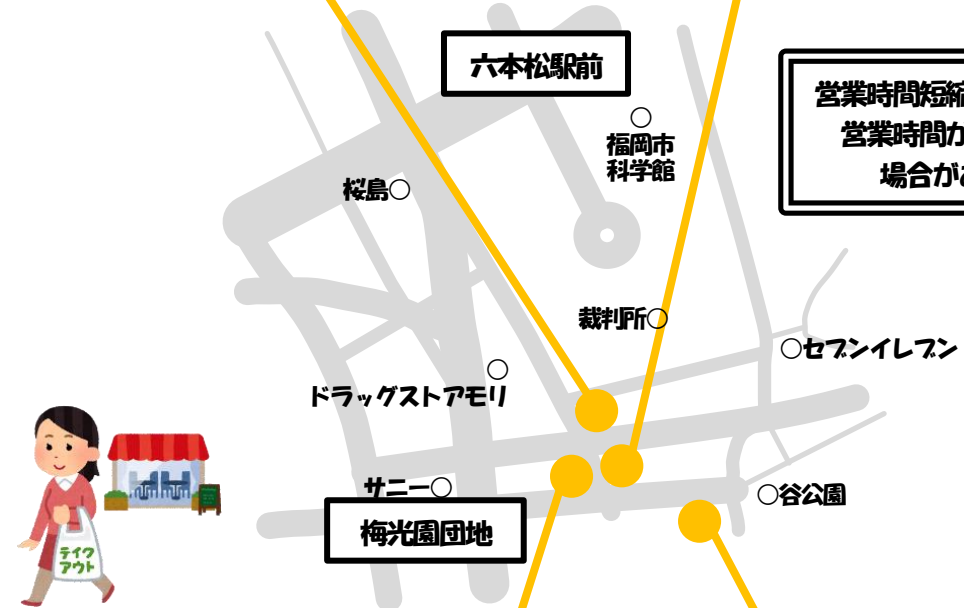 六本松駅前
営業時間短縮
営業時間が
場合が
福岡市
科学館
桜島
裁判所
セブンイレブン
ドラッグストアモリ
サニー
谷公園
梅光園団地
テイク
アウト